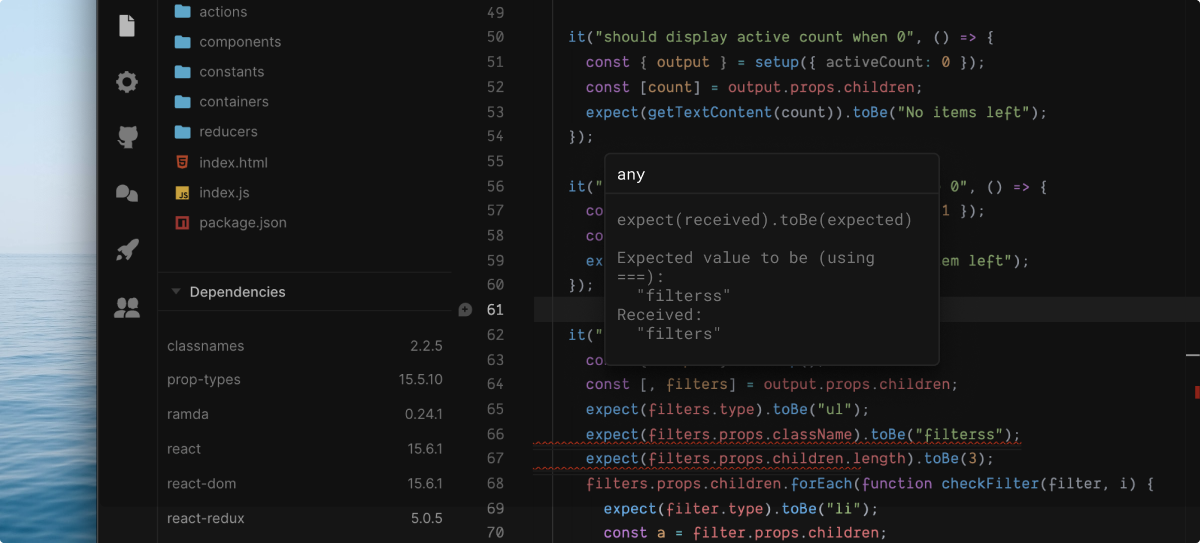 actions
components
constants
containers
reducers
index.html
JS index.js
package.json
Dependencies
classnames 2.2.5
prop-types 15.5.10
ramda 0.24.1
react 15.6.1
react-dom 15.6.1
react-redux 5.0.5
49
50 it("should display active count when 0", () => {
51 const { output } = setup({ activeCount: 0 });
52 const [count] = output.props.children;
53 expect(getTextContent(count)).toBe("No items left");
54 });
55
56 it(" 0", () => {
57 co 1 });
58 co
59 ex em left");
60 });
61
62 it("
63 co
64 const [, filters] = output.props.children;
65 expect(filters.type).toBe("ul");
66 expect(filters.props.className).toBe("filterss");
67 expect(filters.props.children.length).toBe(3);
68 filters.props.children.forEach(function checkFilter(filter, i) {
69 expect(filter.type).toBe("li");
70 const a = filter.props.children;
any
expect(received).toBe(expected)
Expected value to be (using
===):
"filterss"
Received:
"filters"